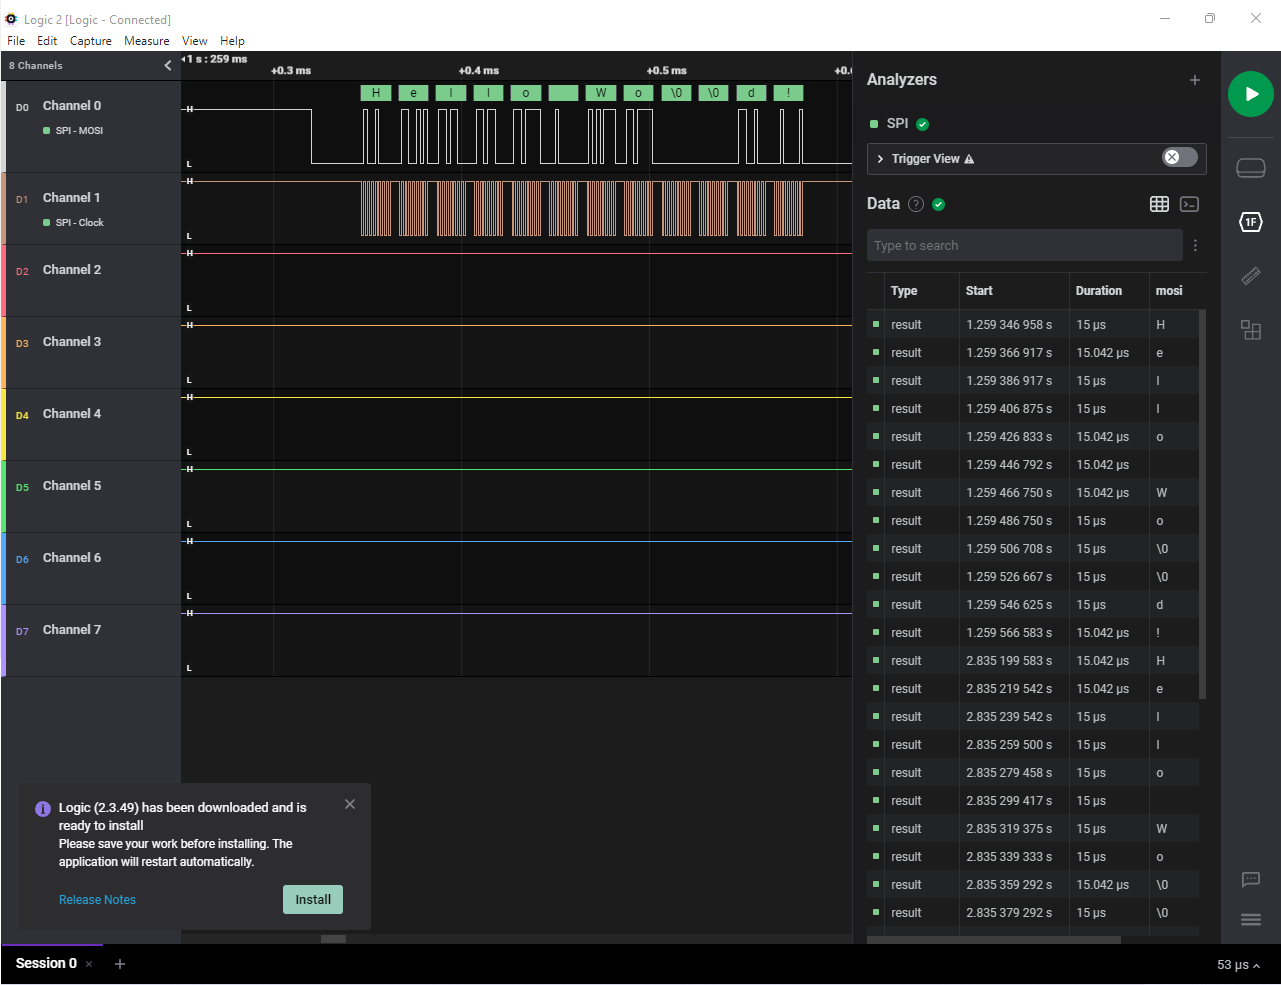 Logic 2 [Logic - Connected]
File Edit Capture Measure View Help
8 Channels
1 s : 259 ms
+0.3 ms +0.4 ms +0.5 ms +0.
D0 Channel 0
SPI - MOSI
H e l l o W o \0 \0 d !
H
L
D1 Channel 1
SPI - Clock
H
L
D2 Channel 2
H
L
D3 Channel 3
H
L
D4 Channel 4
H
L
D5 Channel 5
H
L
D6 Channel 6
H
L
D7 Channel 7
H
L
Logic (2.3.49) has been downloaded and is
ready to install
Please save your work before installing. The
application will restart automatically.
Release Notes Install
Analyzers
SPI
Trigger View
Data
Type to search
Type Start Duration mosi
result 1.259 346 958 s 15 μs H
result 1.259 366 917 s 15.042 μs e
result 1.259 386 917 s 15 μs l
result 1.259 406 875 s 15 μs l
result 1.259 426 833 s 15.042 μs o
result 1.259 446 792 s 15.042 μs
result 1.259 466 750 s 15.042 μs W
result 1.259 486 750 s 15 μs o
result 1.259 506 708 s 15 μs \0
result 1.259 526 667 s 15 μs \0
result 1.259 546 625 s 15 μs d
result 1.259 566 583 s 15.042 μs !
result 2.835 199 583 s 15.042 μs H
result 2.835 219 542 s 15.042 μs e
result 2.835 239 542 s 15 μs l
result 2.835 259 500 s 15 μs l
result 2.835 279 458 s 15 μs o
result 2.835 299 417 s 15 μs
result 2.835 319 375 s 15 μs W
result 2.835 339 333 s 15 μs o
result 2.835 359 292 s 15.042 μs \0
result 2.835 379 292 s 15 μs \0
1F
Session 0
53 μs